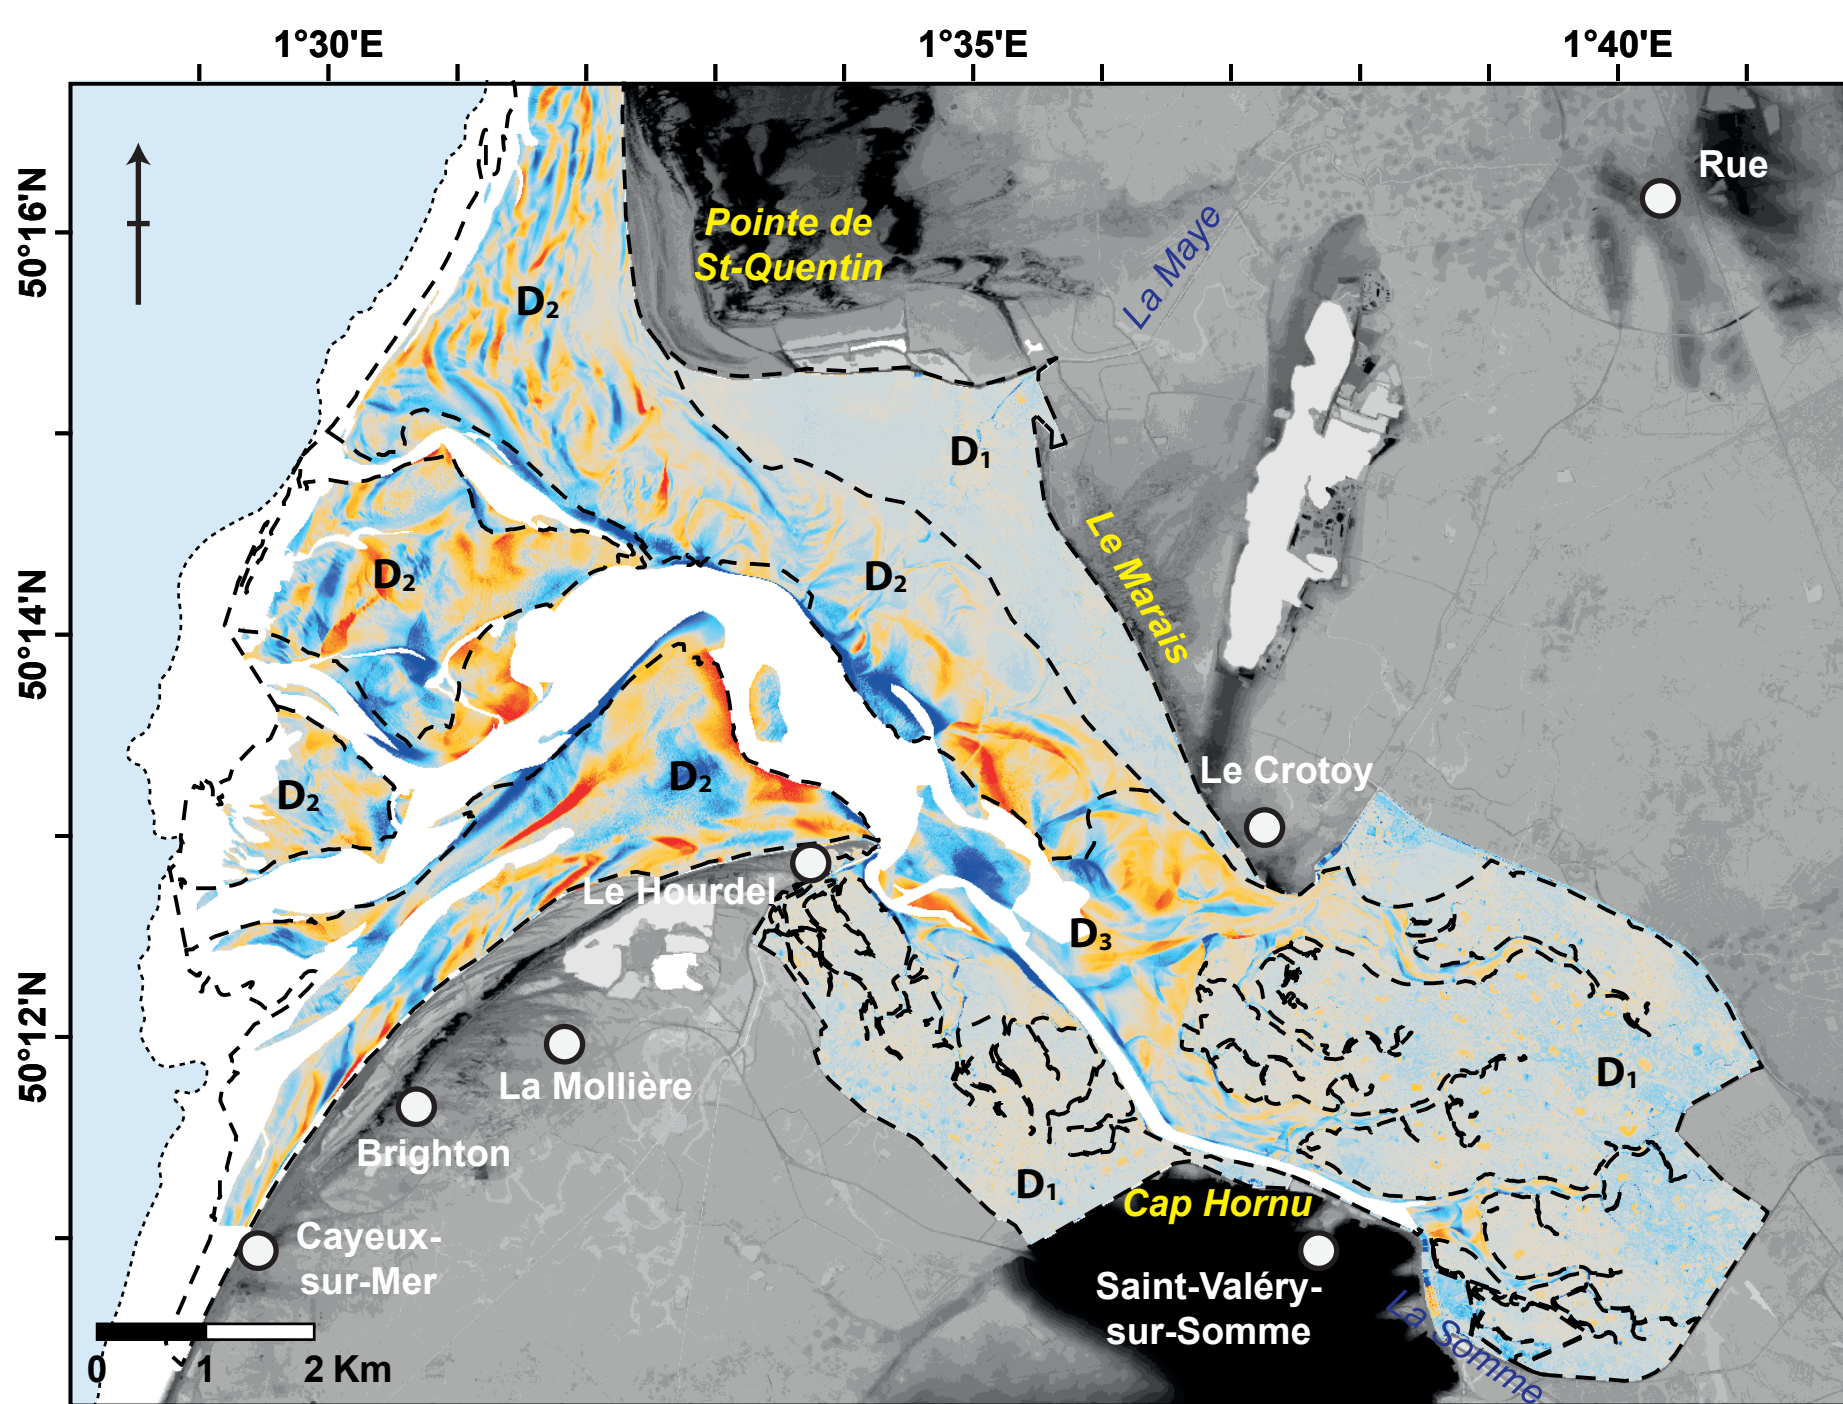 1°30'E
1°35'E
1°40'E
50°16'N
50°14'N
50°12'N
Rue
Pointe de
St-Quentin
La Maye
D₂
D₁
Le Marais
D₂
D₂
Le Crotoy
D₂
D₂
Le Hourdel
D₃
La Mollière
D₁
Brighton
D₁
Cap Hornu
Cayeux-
sur-Mer
Saint-Valéry-
sur-Somme
La Somme
0 1 2 Km